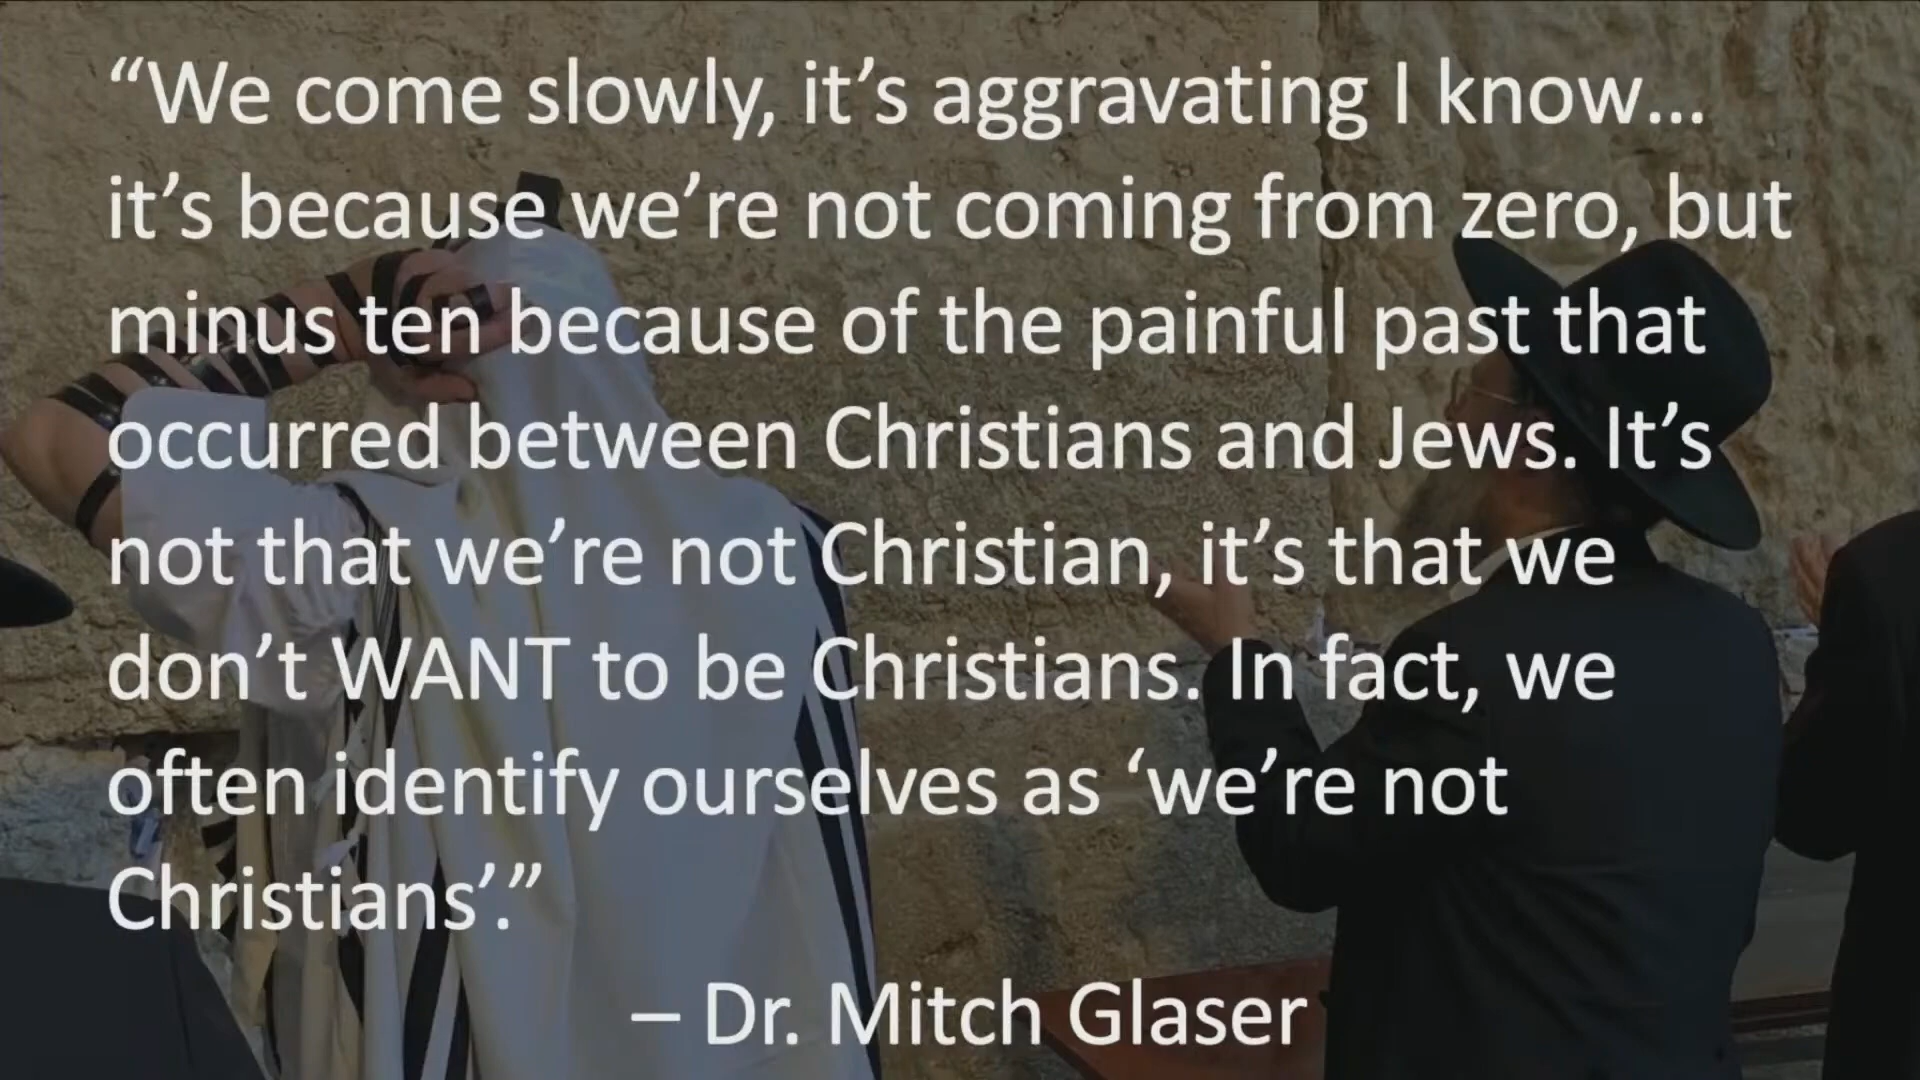 “We come slowly, it’s aggravating I know…
it’s because we’re not coming from zero, but
minus ten because of the painful past that
occurred between Christians and Jews. It’s
not that we’re not Christian, it’s that we
don’t WANT to be Christians. In fact, we
often identify ourselves as ‘we’re not
Christians’.”
– Dr. Mitch Glaser